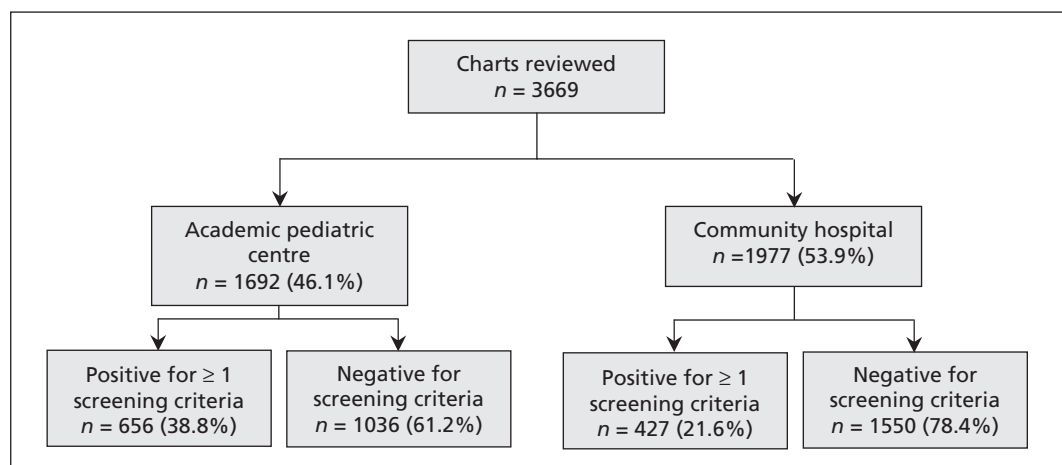 Charts reviewed
n = 3669
Academic pediatric
centre
n = 1692 (46.1%)
Community hospital
n =1977 (53.9%)
Positive for ≥ 1
screening criteria
n = 656 (38.8%)
Negative for
screening criteria
n = 1036 (61.2%)
Positive for ≥ 1
screening criteria
n = 427 (21.6%)
Negative for
screening criteria
n = 1550 (78.4%)